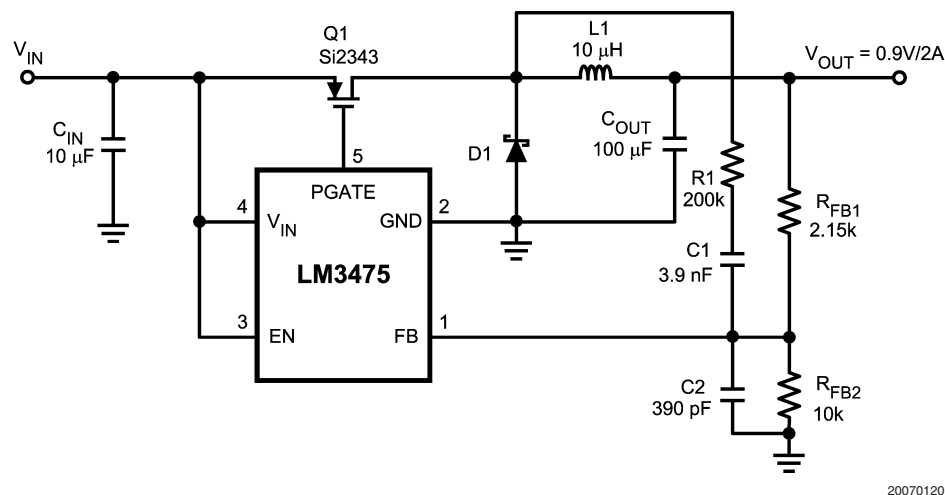 V_IN
Q1
Si2343
L1
10 μH
V_OUT = 0.9V/2A
C_IN
10 μF
C_OUT
100 μF
D1
5
R1
200k
R_FB1
2.15k
PGATE
4
V_IN
GND
2
LM3475
C1
3.9 nF
3
EN
FB
1
C2
390 pF
R_FB2
10k
20070120